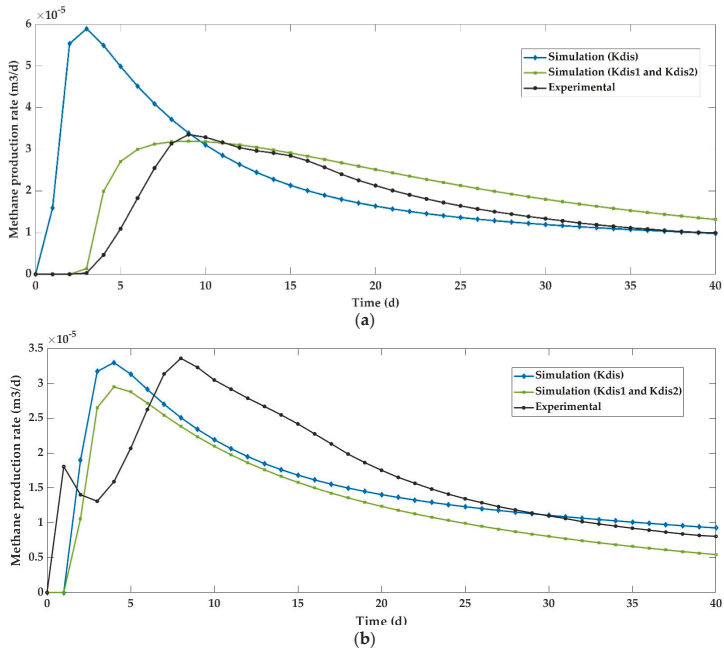 ×10⁻⁵
6
5
4
3
2
1
0
Methane production rate (m3/d)
Simulation (Kdis)
Simulation (Kdis1 and Kdis2)
Experimental
0 5 10 15 20 25 30 35 40
Time (d)
(a)
×10⁻⁵
3.5
3
2.5
2
1.5
1
0.5
0
Methane production rate (m3/d)
Simulation (Kdis)
Simulation (Kdis1 and Kdis2)
Experimental
0 5 10 15 20 25 30 35 40
Time (d)
(b)